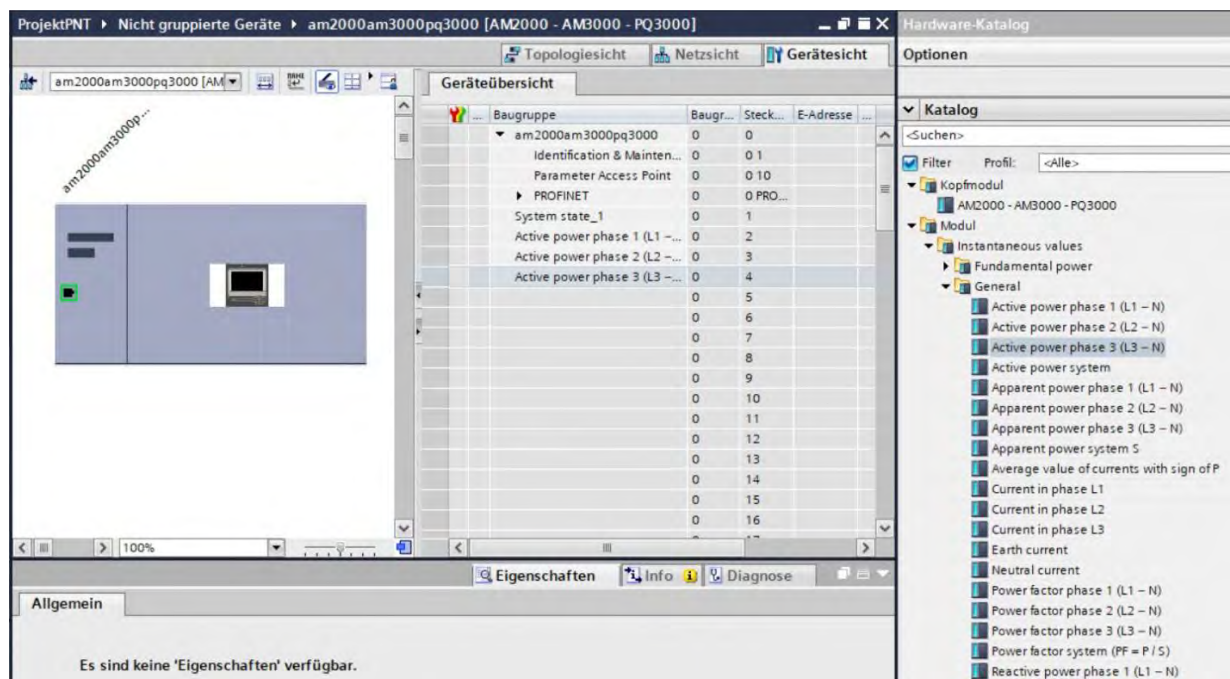 ProjektPNT ▸ Nicht gruppierte Geräte ▸ am2000am3000pq3000 [AM2000 - AM3000 - PQ3000]
Topologiesicht Netzsicht Gerätesicht
am2000am3000pq3000 [AM
am2000am3000p...
100%
Geräteübersicht
... Baugruppe Baugr... Steck... E-Adresse ...
am2000am3000pq3000 0 0
Identification & Mainten... 0 0 1
Parameter Access Point 0 0 10
PROFINET 0 0 PRO...
System state_1 0 1
Active power phase 1 (L1 –... 0 2
Active power phase 2 (L2 –... 0 3
Active power phase 3 (L3 –... 0 4
0 5
0 6
0 7
0 8
0 9
0 10
0 11
0 12
0 13
0 14
0 15
0 16
Eigenschaften Info Diagnose
Allgemein
Es sind keine 'Eigenschaften' verfügbar.
Hardware-Katalog
Optionen
Katalog
<Suchen>
Filter Profil: <Alle>
Kopfmodul
AM2000 - AM3000 - PQ3000
Modul
Instantaneous values
Fundamental power
General
Active power phase 1 (L1 – N)
Active power phase 2 (L2 – N)
Active power phase 3 (L3 – N)
Active power system
Apparent power phase 1 (L1 – N)
Apparent power phase 2 (L2 – N)
Apparent power phase 3 (L3 – N)
Apparent power system S
Average value of currents with sign of P
Current in phase L1
Current in phase L2
Current in phase L3
Earth current
Neutral current
Power factor phase 1 (L1 – N)
Power factor phase 2 (L2 – N)
Power factor phase 3 (L3 – N)
Power factor system (PF = P / S)
Reactive power phase 1 (L1 – N)